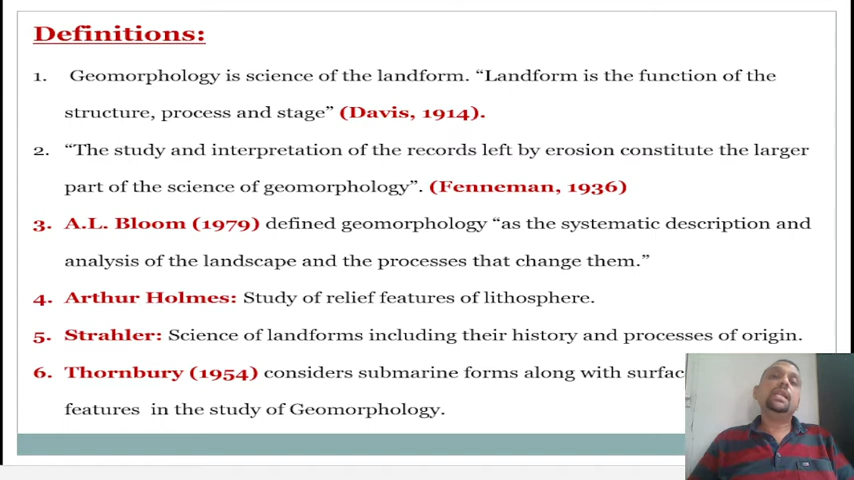 Definitions:
1. Geomorphology is science of the landform. “Landform is the function of the
structure, process and stage” (Davis, 1914).
2. “The study and interpretation of the records left by erosion constitute the larger
part of the science of geomorphology”. (Fenneman, 1936)
3. A.L. Bloom (1979) defined geomorphology “as the systematic description and
analysis of the landscape and the processes that change them.”
4. Arthur Holmes: Study of relief features of lithosphere.
5. Strahler: Science of landforms including their history and processes of origin.
6. Thornbury (1954) considers submarine forms along with
features in the study of Geomorphology.